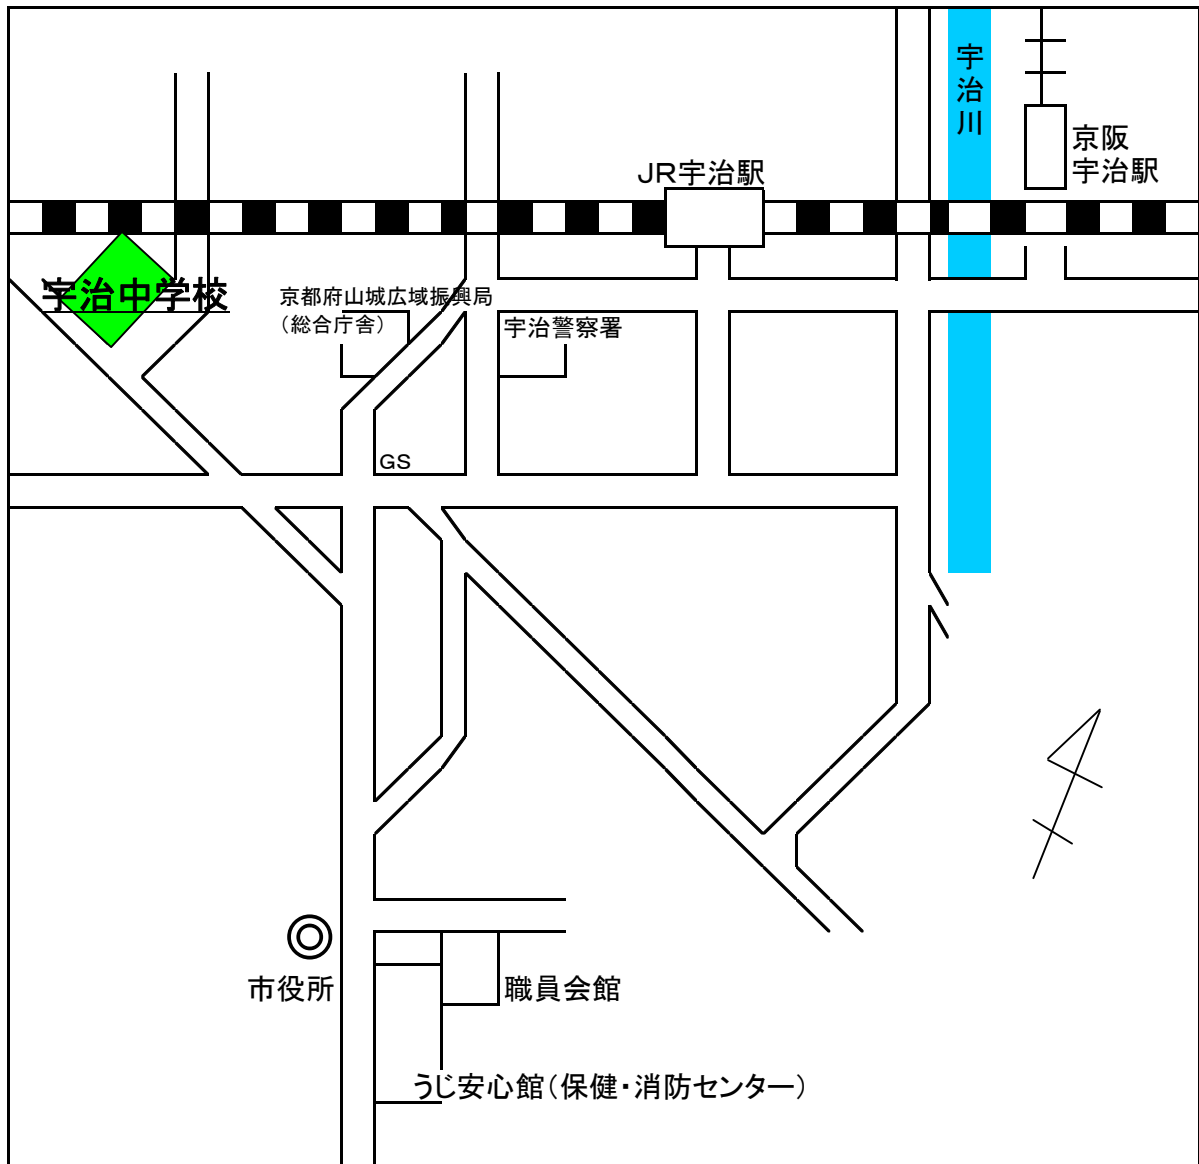 宇治川
京阪
宇治駅
JR宇治駅
宇治中学校
京都府山城広域振興局
（総合庁舎）
宇治警察署
GS
市役所
職員会館
うじ安心館（保健・消防センター）